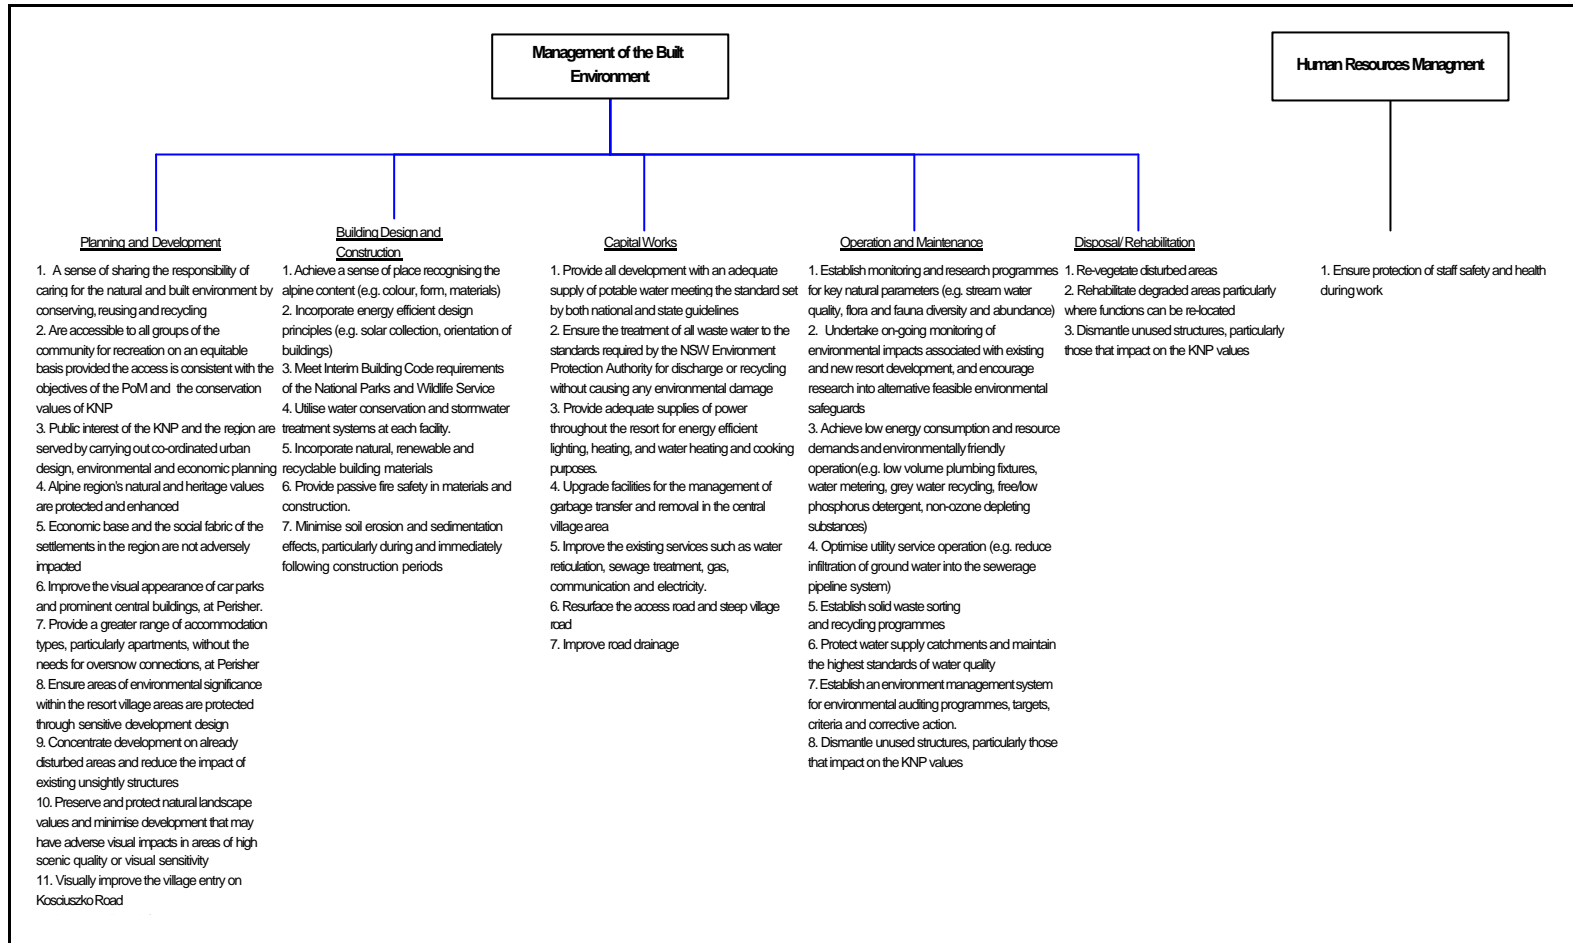 Management of the Built
Environment
Human Resources Managment
Planning and Development
1. A sense of sharing the responsibility of
caring for the natural and built environment by
conserving, reusing and recycling
2. Are accessible to all groups of the
community for recreation on an equitable
basis provided the access is consistent with the
objectives of the PoM and the conservation
values of KNP
3. Public interest of the KNP and the region are
served by carrying out co-ordinated urban
design, environmental and economic planning
4. Alpine region's natural and heritage values
are protected and enhanced
5. Economic base and the social fabric of the
settlements in the region are not adversely
impacted
6. Improve the visual appearance of car parks
and prominent central buildings, at Perisher.
7. Provide a greater range of accommodation
types, particularly apartments, without the
needs for oversnow connections, at Perisher
8. Ensure areas of environmental significance
within the resort village areas are protected
through sensitive development design
9. Concentrate development on already
disturbed areas and reduce the impact of
existing unsightly structures
10. Preserve and protect natural landscape
values and minimise development that may
have adverse visual impacts in areas of high
scenic quality or visual sensitivity
11. Visually improve the village entry on
Kosciuszko Road
Building Design and
Construction
1. Achieve a sense of place recognising the
alpine content (e.g. colour, form, materials)
2. Incorporate energy efficient design
principles (e.g. solar collection, orientation of
buildings)
3. Meet Interim Building Code requirements
of the National Parks and Wildlife Service
4. Utilise water conservation and stormwater
treatment systems at each facility.
5. Incorporate natural, renewable and
recyclable building materials
6. Provide passive fire safety in materials and
construction.
7. Minimise soil erosion and sedimentation
effects, particularly during and immediately
following construction periods
Capital Works
1. Provide all development with an adequate
supply of potable water meeting the standard set
by both national and state guidelines
2. Ensure the treatment of all waste water to the
standards required by the NSW Environment
Protection Authority for discharge or recycling
without causing any environmental damage
3. Provide adequate supplies of power
throughout the resort for energy efficient
lighting, heating, and water heating and cooking
purposes.
4. Upgrade facilities for the management of
garbage transfer and removal in the central
village area
5. Improve the existing services such as water
reticulation, sewage treatment, gas,
communication and electricity.
6. Resurface the access road and steep village
road
7. Improve road drainage
Operation and Maintenance
1. Establish monitoring and research programmes
for key natural parameters (e.g. stream water
quality, flora and fauna diversity and abundance)
2. Undertake on-going monitoring of
environmental impacts associated with existing
and new resort development, and encourage
research into alternative feasible environmental
safeguards
3. Achieve low energy consumption and resource
demands and environmentally friendly
operation(e.g. low volume plumbing fixtures,
water metering, grey water recycling, free/low
phosphorus detergent, non-ozone depleting
substances)
4. Optimise utility service operation (e.g. reduce
infiltration of ground water into the sewerage
pipeline system)
5. Establish solid waste sorting
and recycling programmes
6. Protect water supply catchments and maintain
the highest standards of water quality
7. Establish an environment management system
for environmental auditing programmes, targets,
criteria and corrective action.
8. Dismantle unused structures, particularly those
that impact on the KNP values
Disposal/ Rehabilitation
1. Re-vegetate disturbed areas
2. Rehabilitate degraded areas particularly
where functions can be re-located
3. Dismantle unused structures, particularly
those that impact on the KNP values
1. Ensure protection of staff safety and health
during work